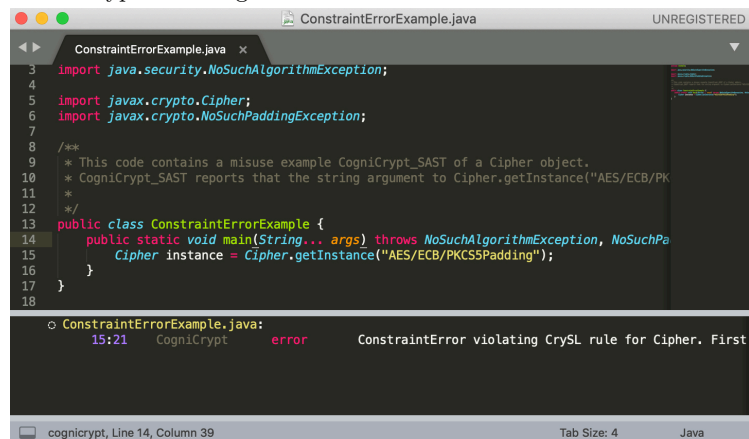 ConstraintErrorExample.java
UNREGISTERED
ConstraintErrorExample.java ×
3 import java.security.NoSuchAlgorithmException;
4
5 import javax.crypto.Cipher;
6 import javax.crypto.NoSuchPaddingException;
7
8 /**
9 * This code contains a misuse example CogniCrypt_SAST of a Cipher object.
10 * CogniCrypt_SAST reports that the string argument to Cipher.getInstance("AES/ECB/PK
11 *
12 */
13 public class ConstraintErrorExample {
14 public static void main(String... args) throws NoSuchAlgorithmException, NoSuchPa
15 Cipher instance = Cipher.getInstance("AES/ECB/PKCS5Padding");
16 }
17 }
18
ConstraintErrorExample.java:
15:21 CogniCrypt error ConstraintError violating CrySL rule for Cipher. First
cognicrypt, Line 14, Column 39
Tab Size: 4
Java